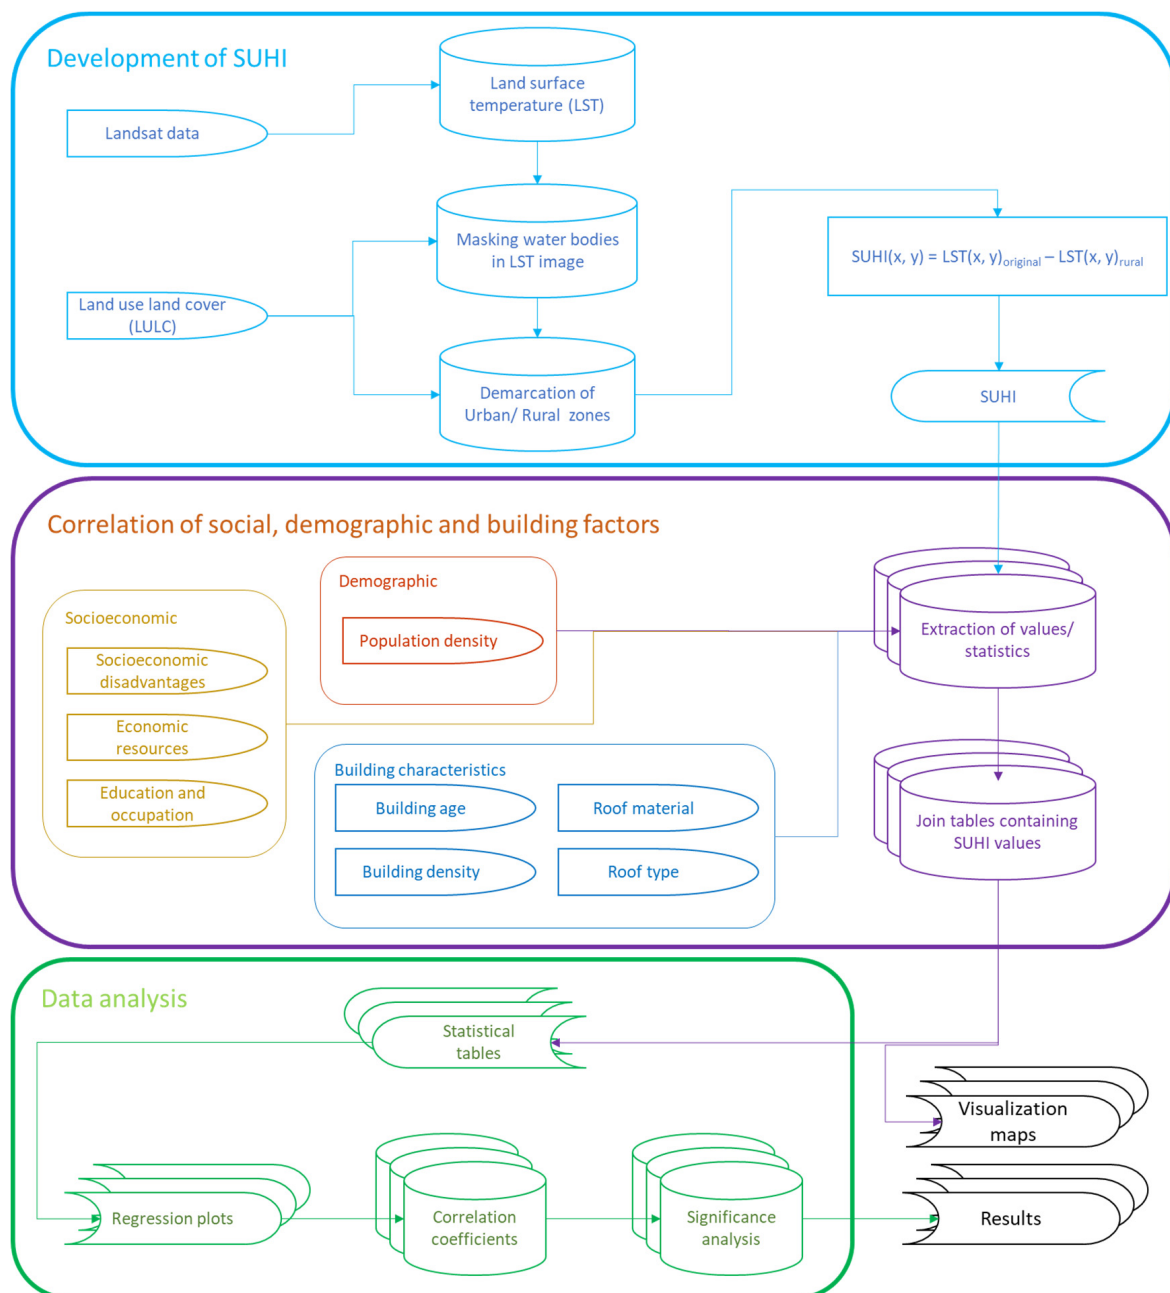 Development of SUHI
Land surface
temperature (LST)
Landsat data
Masking water bodies
in LST image
SUHI(x, y) = LST(x, y)original – LST(x, y)rural
Land use land cover
(LULC)
Demarcation of
Urban/ Rural zones
SUHI
Correlation of social, demographic and building factors
Demographic
Population density
Socioeconomic
Socioeconomic
disadvantages
Economic
resources
Education and
occupation
Extraction of values/
statistics
Building characteristics
Building age
Roof material
Building density
Roof type
Join tables containing
SUHI values
Data analysis
Statistical
tables
Visualization
maps
Regression plots
Correlation
coefficients
Significance
analysis
Results